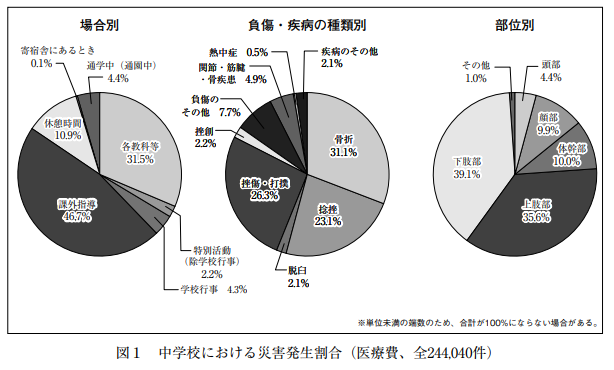 場合別
寄宿舎にあるとき
0.1%
通学中（通園中）
4.4%
休憩時間
10.9%
各教科等
31.5%
課外指導
46.7%
特別活動
（除学校行事）
2.2%
学校行事 4.3%
負傷・疾病の種類別
熱中症 0.5%
疾病のその他
2.1%
関節・筋腱
・骨疾患 4.9%
負傷の
その他 7.7%
挫創
2.2%
骨折
31.1%
挫傷・打撲
26.3%
捻挫
23.1%
脱臼
2.1%
部位別
その他
1.0%
頭部
4.4%
顔部
9.9%
体幹部
10.0%
下肢部
39.1%
上肢部
35.6%
※単位未満の端数のため、合計が100％にならない場合がある。
図１ 中学校における災害発生割合（医療費、全244,040件）